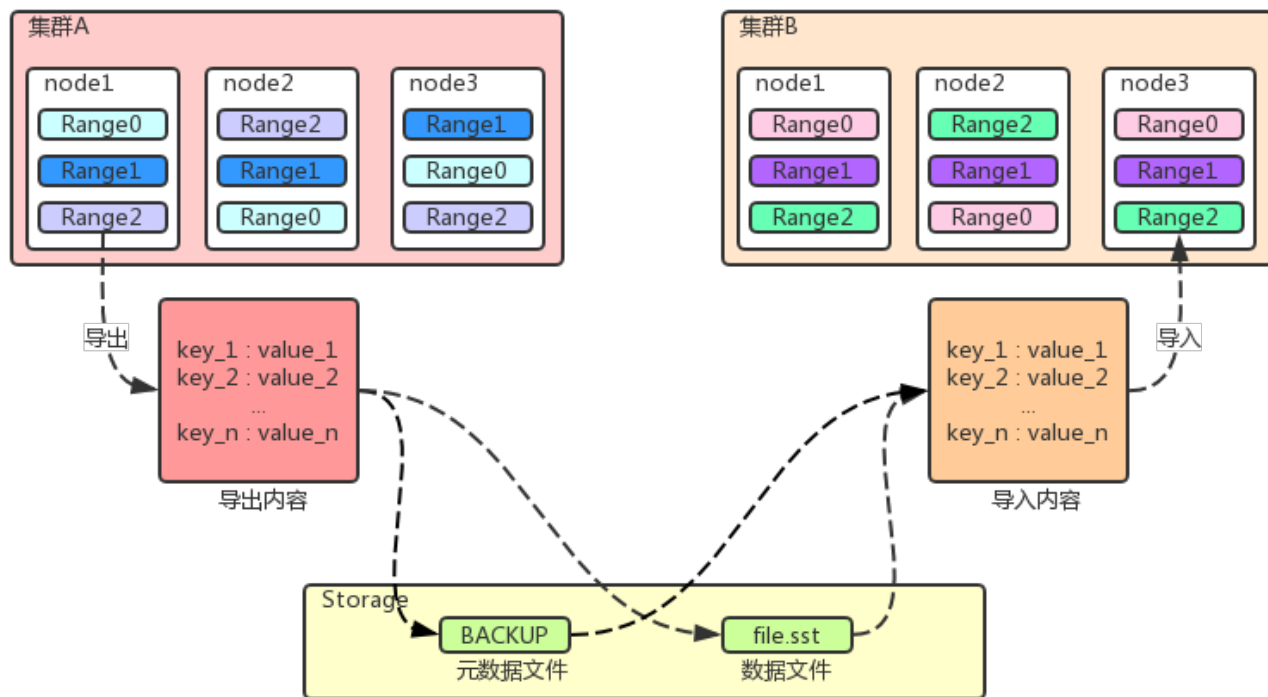 集群A
node1
Range0
Range1
Range2
node2
Range2
Range1
Range0
node3
Range1
Range0
Range2
集群B
node1
Range0
Range1
Range2
node2
Range2
Range1
Range0
node3
Range0
Range1
Range2
导出
key_1 : value_1
key_2 : value_2
...
key_n : value_n
导出内容
导入
key_1 : value_1
key_2 : value_2
...
key_n : value_n
导入内容
Storage
BACKUP
元数据文件
file.sst
数据文件